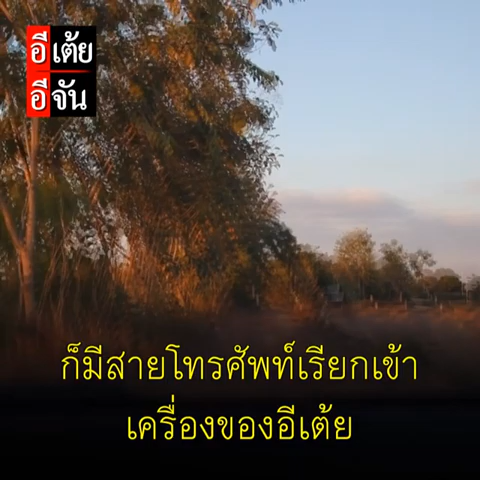 อีเต้ย
อีจัน
ก็มีสายโทรศัพท์เรียกเข้า
เครื่องของอีเต้ย